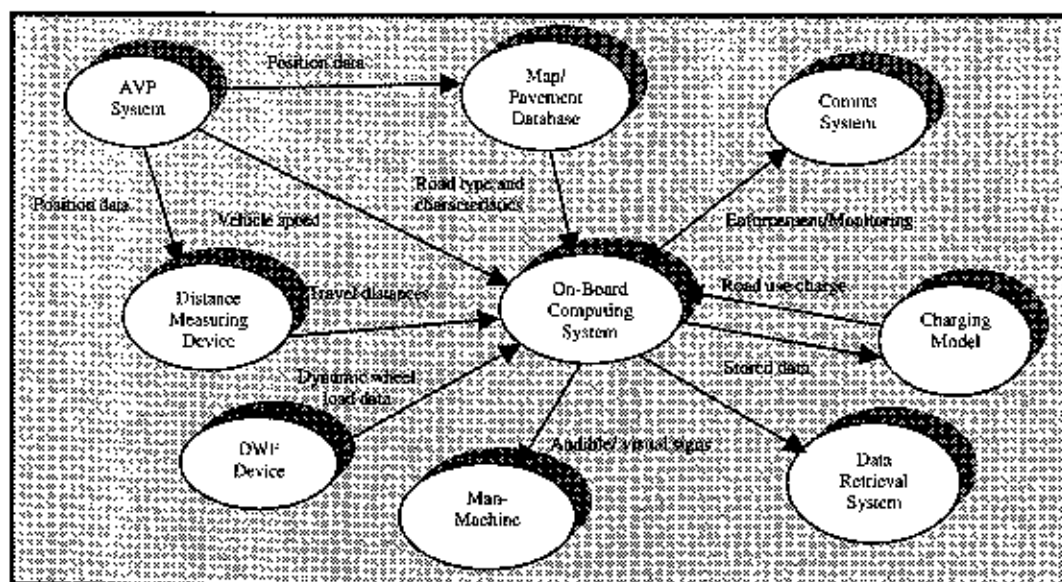 AVP
System
Position data
Map/
Pavement
Database
Comms
System
Position data
Vehicle speed
Road type and
characteristics
Enforcement/Monitoring
Distance
Measuring
Device
Travel distances
On-Board
Computing
System
Road use charge
Charging
Model
Stored data
Dynamic wheel
load data
DWF
Device
Audible/ visual signs
Man-
Machine
Data
Retrieval
System